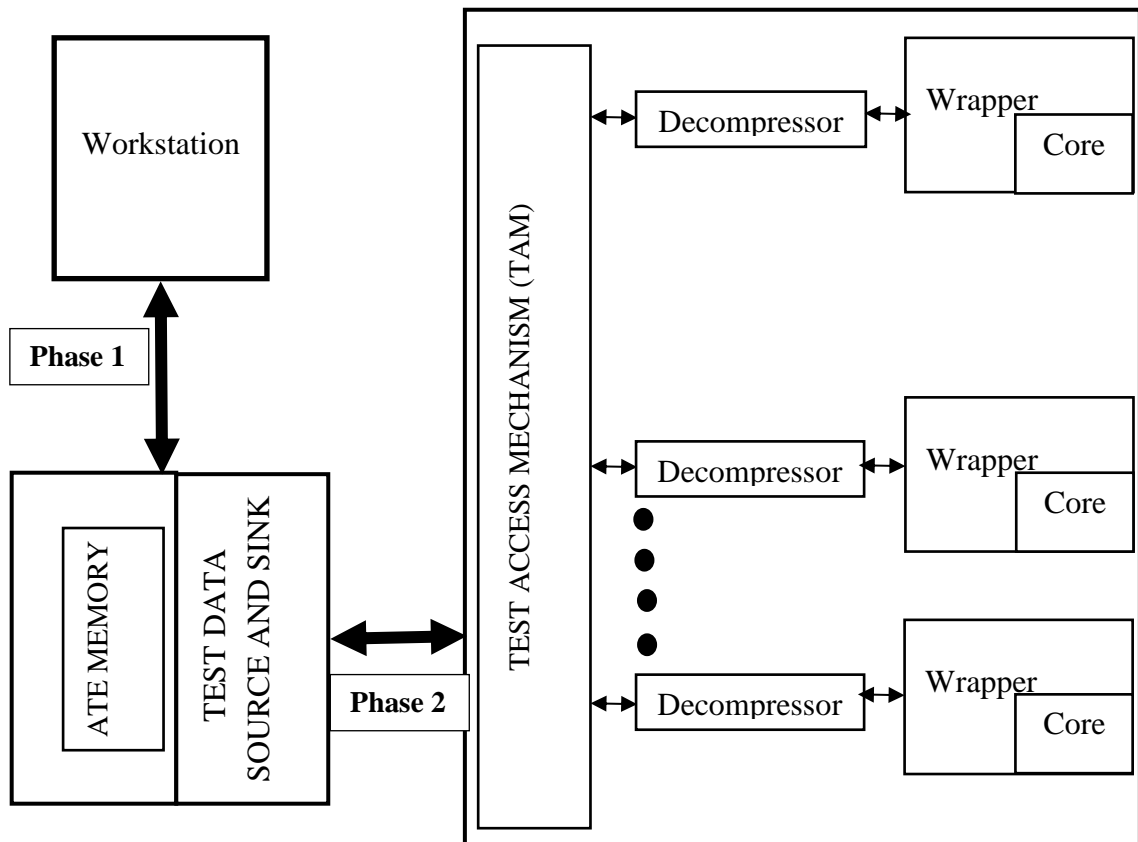 Workstation
Phase 1
ATE MEMORY
TEST DATA
SOURCE AND SINK
Phase 2
TEST ACCESS MECHANISM (TAM)
Decompressor
Wrapper
Core
Decompressor
Wrapper
Core
Decompressor
Wrapper
Core